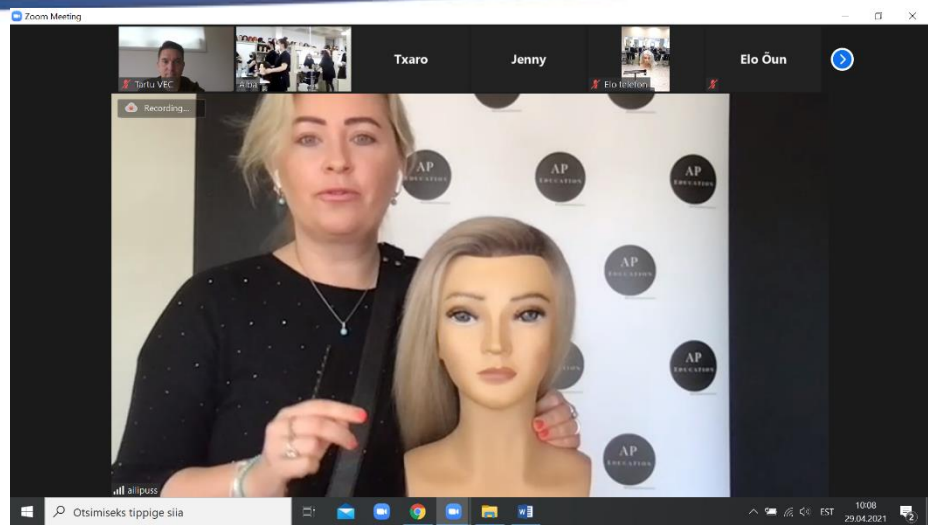 Zoom Meeting
Tartu VEC
Alba
Txaro
Jenny
Elo telefon
Elo Õun
Recording...
AP
EDUCATION
AP
EDUCATION
AP
EDUCATION
AP
EDUCATION
AP
EDUCATION
AP
EDUCATION
ailipuss
Otsimiseks tippige siia
EST
10:08
29.04.2021
2